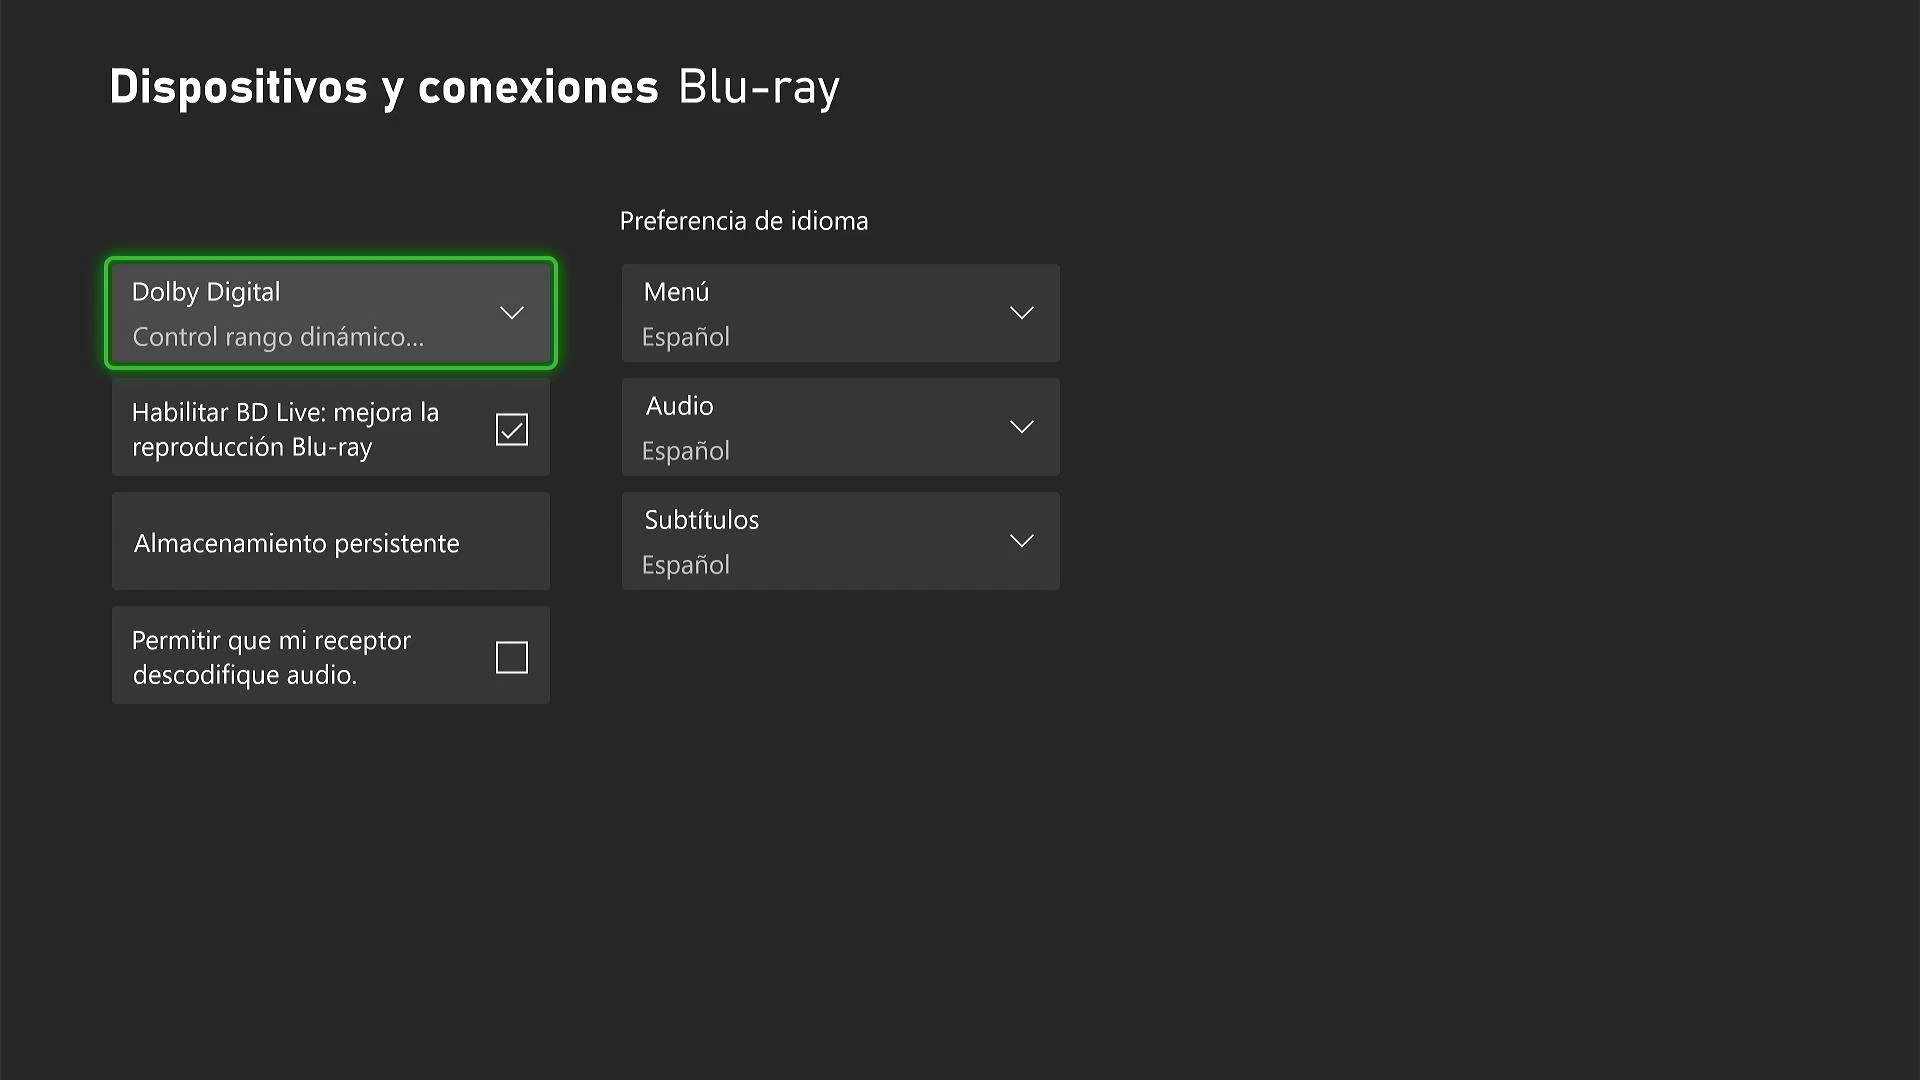 Dispositivos y conexiones Blu-ray
Dolby Digital
Control rango dinámico...
Habilitar BD Live: mejora la
reproducción Blu-ray
Almacenamiento persistente
Permitir que mi receptor
descodifique audio.
Preferencia de idioma
Menú
Español
Audio
Español
Subtítulos
Español